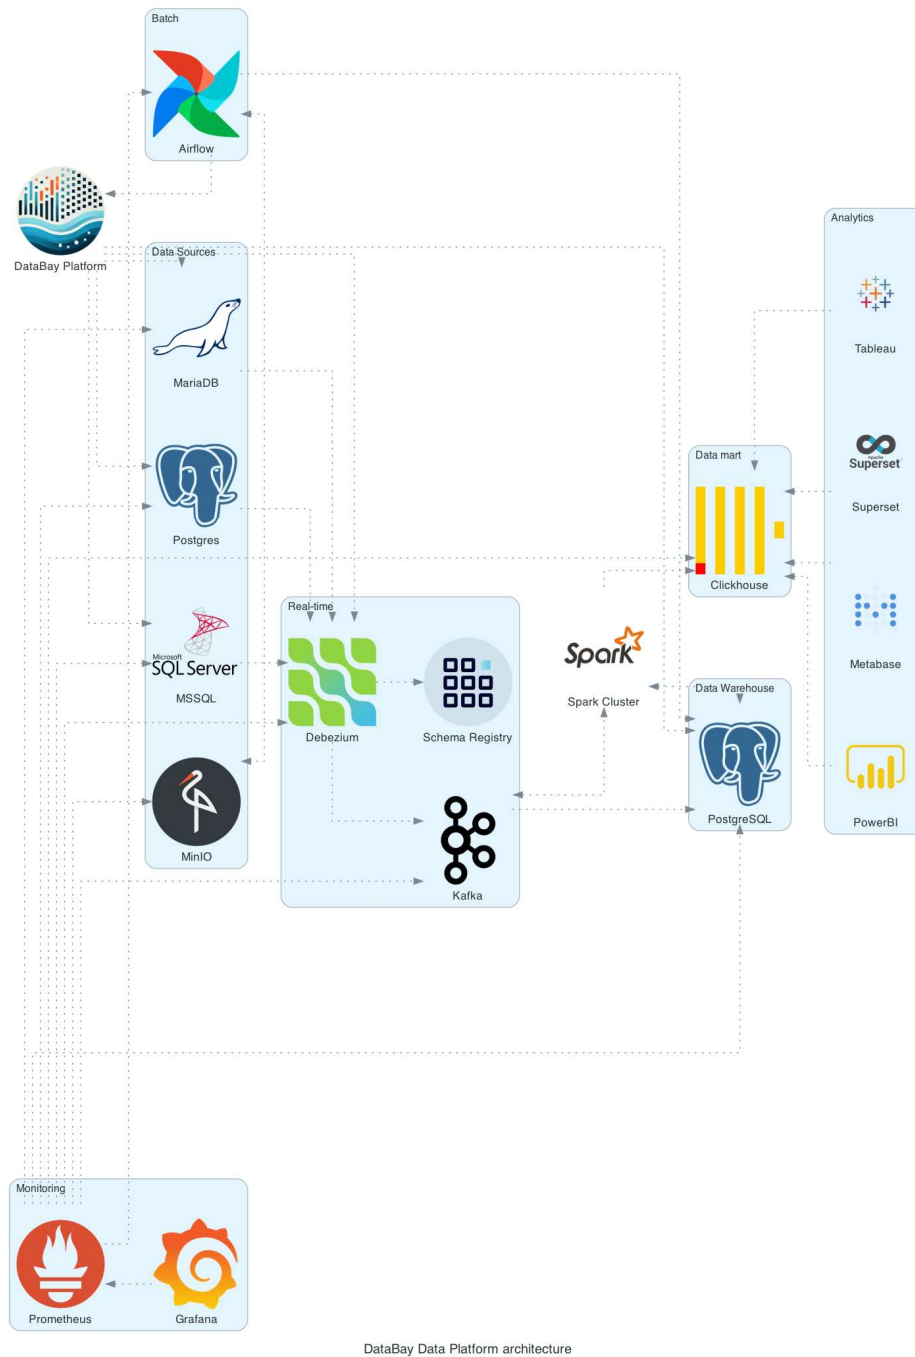 Batch
Airflow
DataBay Platform
Analytics
Data Sources
Tableau
MariaDB
Data mart
Apache
Superset
Superset
Postgres
Clickhouse
Real-time
Microsoft
SQL Server
Spark
Metabase
MSSQL
Data Warehouse
Spark Cluster
Debezium
Schema Registry
PostgreSQL
PowerBI
MinIO
Kafka
Monitoring
Prometheus
Grafana
DataBay Data Platform architecture